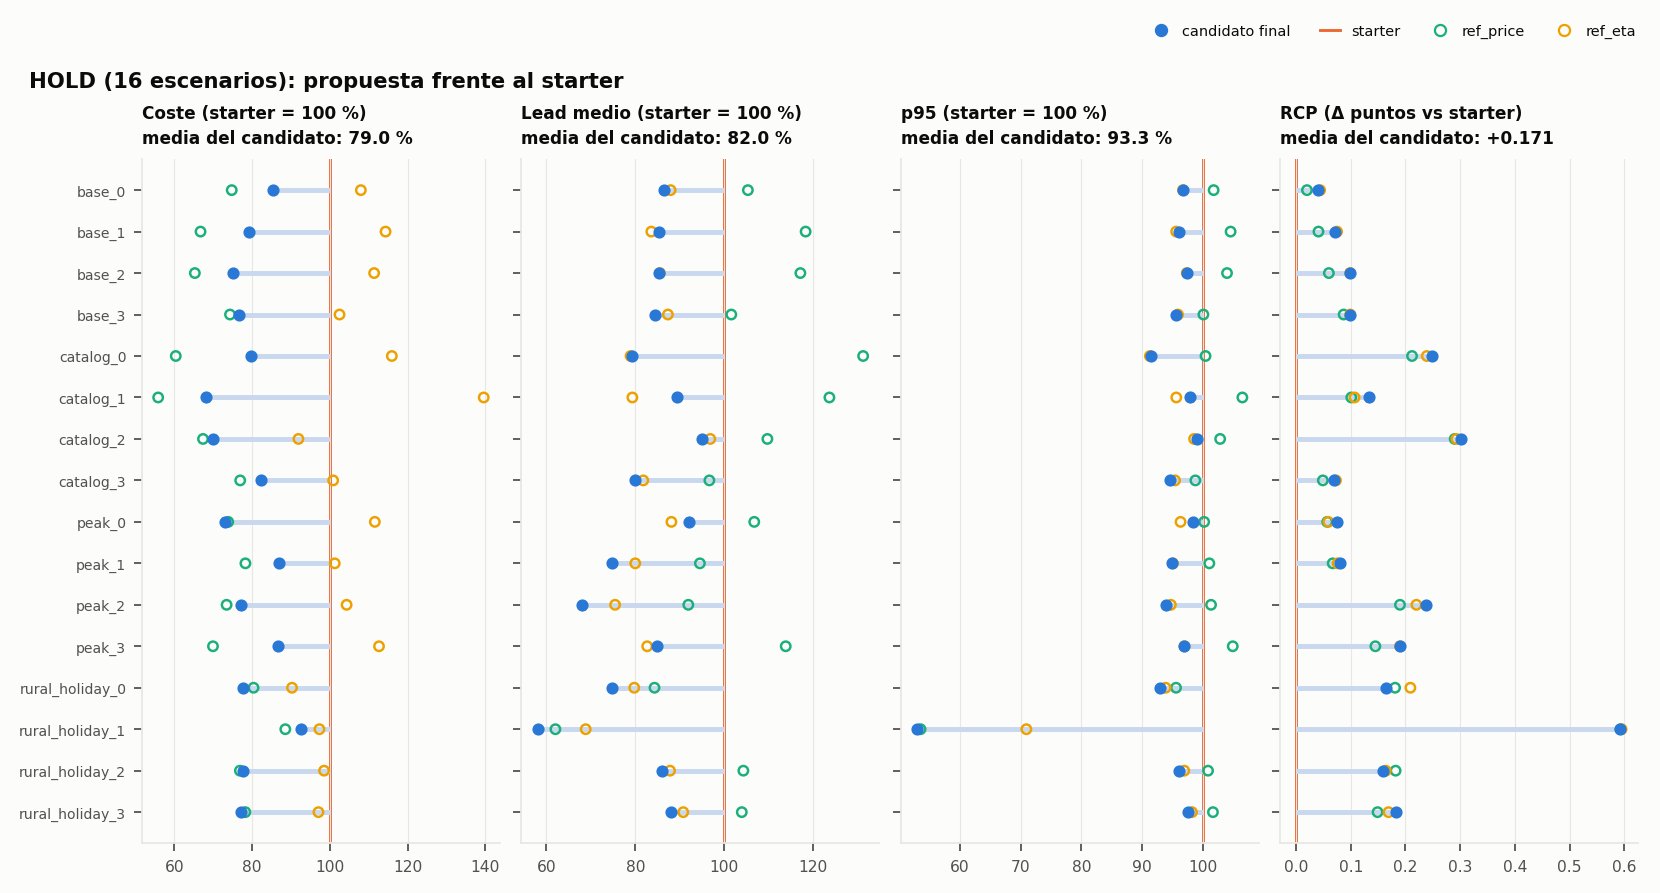 candidato final
starter
ref_price
ref_eta
HOLD (16 escenarios): propuesta frente al starter
Coste (starter = 100 %)
media del candidato: 79.0 %
Lead medio (starter = 100 %)
media del candidato: 82.0 %
p95 (starter = 100 %)
media del candidato: 93.3 %
RCP (Δ puntos vs starter)
media del candidato: +0.171
base_0
base_1
base_2
base_3
catalog_0
catalog_1
catalog_2
catalog_3
peak_0
peak_1
peak_2
peak_3
rural_holiday_0
rural_holiday_1
rural_holiday_2
rural_holiday_3
60 80 100 120 140
60 80 100 120
60 70 80 90 100
0.0 0.1 0.2 0.3 0.4 0.5 0.6